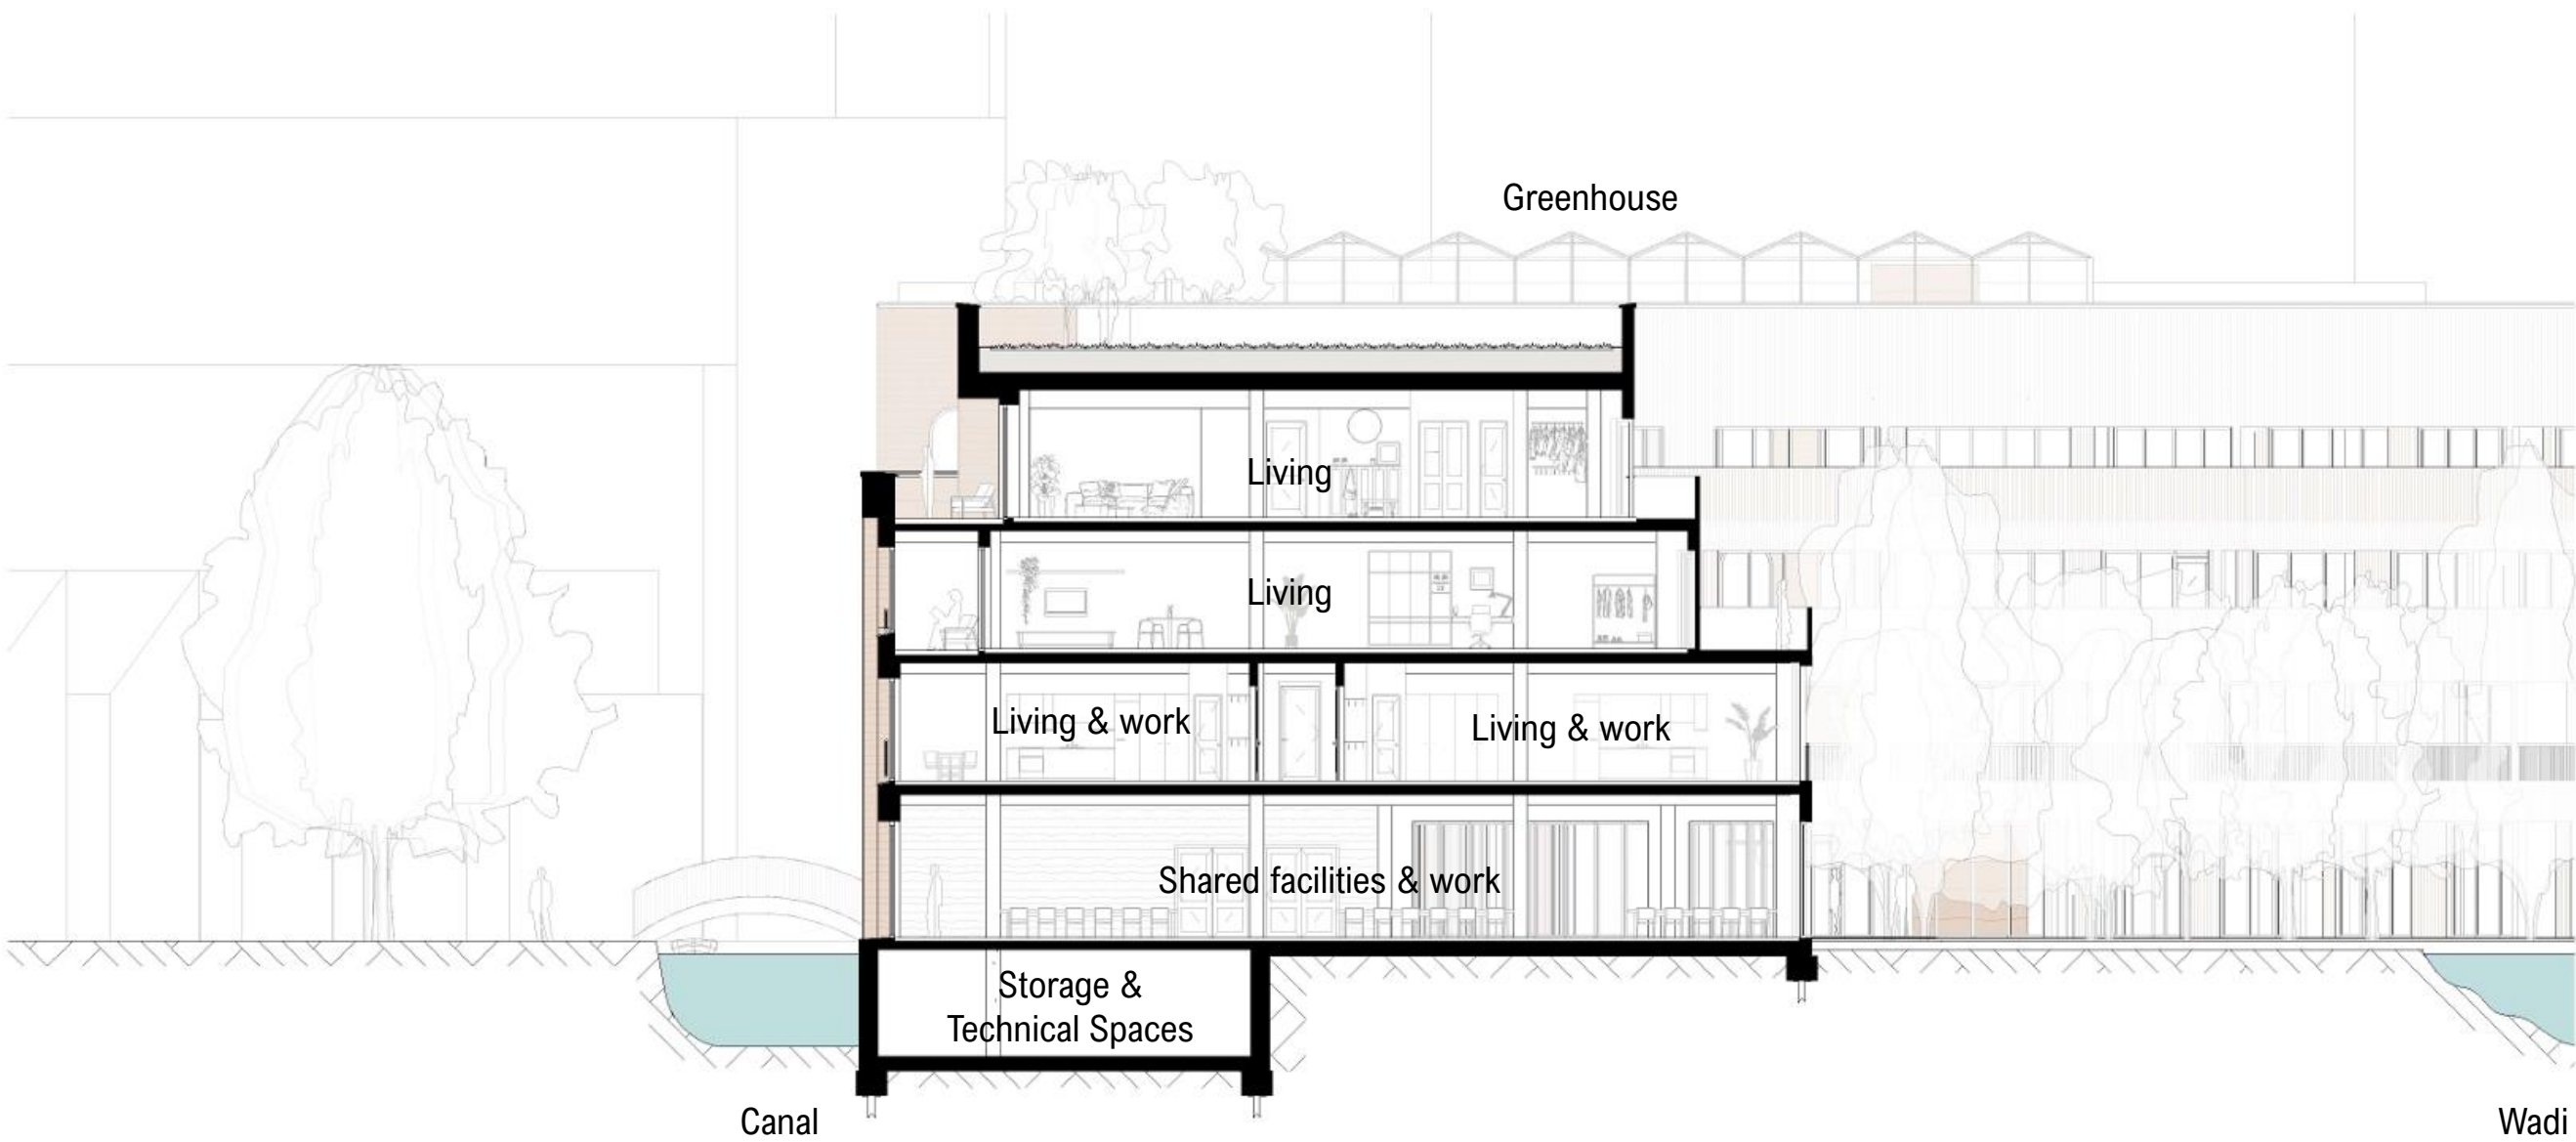 Greenhouse
Living
Living
Living & work
Living & work
Shared facilities & work
Storage &
Technical Spaces
Canal
Wadi